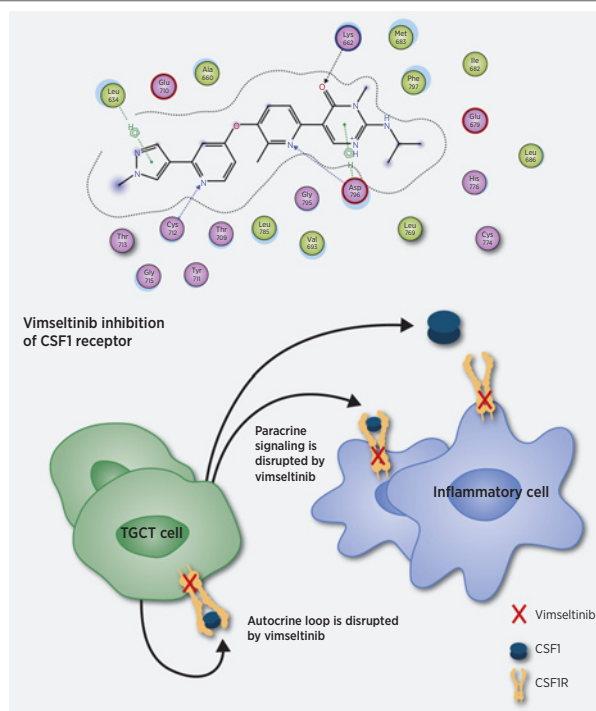 Lys
662
Met
683
Ile
682
Ala
660
Glu
710
Leu
634
Phe
797
O
N
H
N
O
N
N
N
N
N
N
H
H
H
Glu
679
Leu
686
His
776
Asp
796
Gly
795
Cys
712
Thr
709
Leu
785
Val
693
Leu
769
Cys
774
Thr
713
Gly
715
Tyr
711
Vimseltinib inhibition
of CSF1 receptor
Paracrine
signaling is
disrupted by
vimseltinib
Inflammatory cell
TGCT cell
Autocrine loop is disrupted
by vimseltinib
Vimseltinib
CSF1
CSF1R